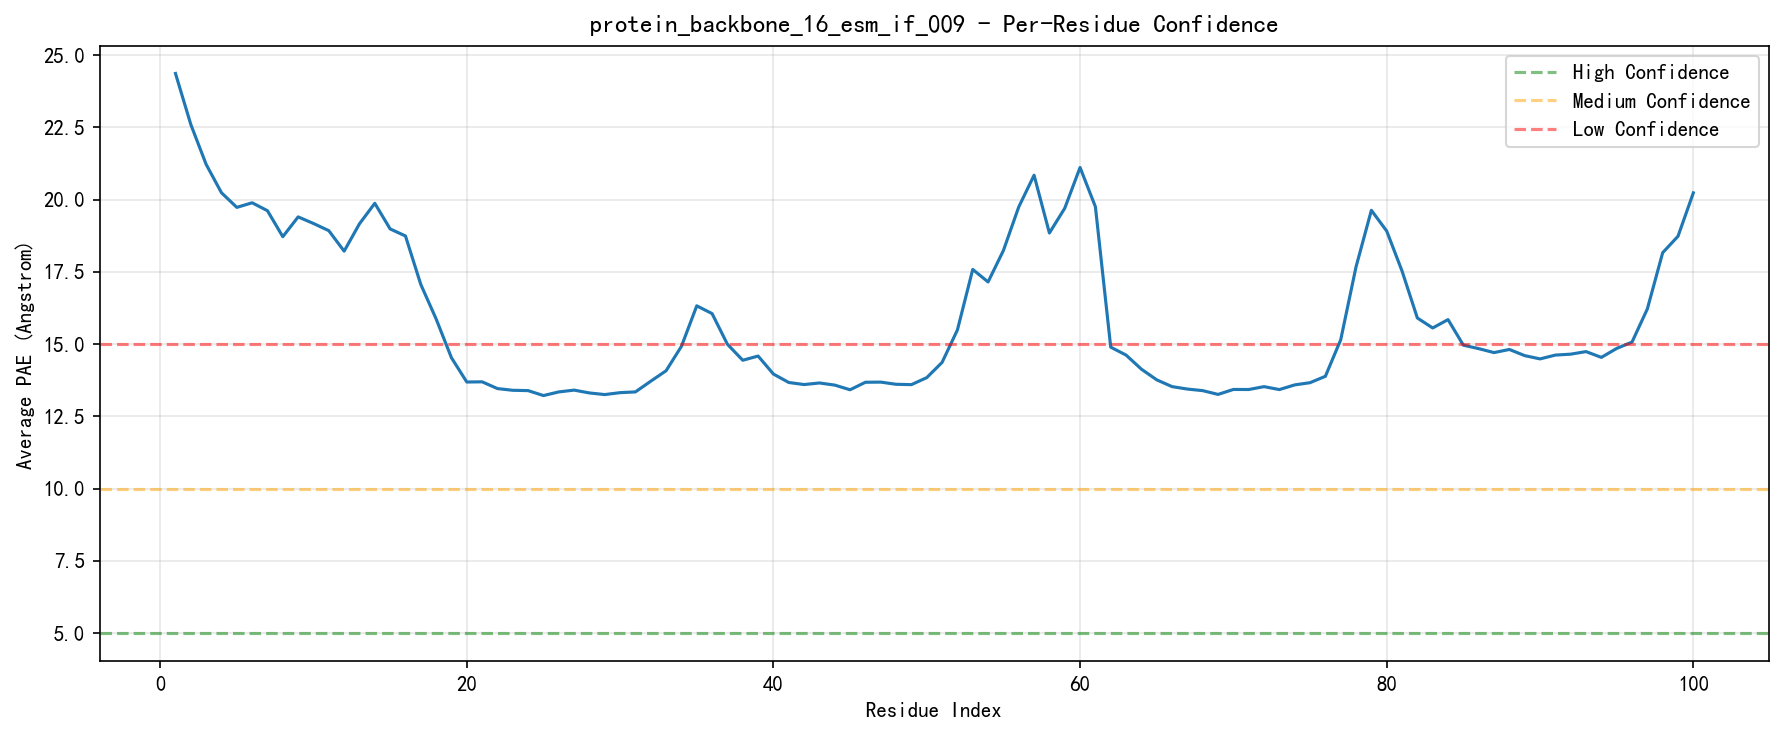 protein_backbone_16_esm_if_009 - Per-Residue Confidence
High Confidence
Medium Confidence
Low Confidence
Average PAE (Angstrom)
25.0
22.5
20.0
17.5
15.0
12.5
10.0
7.5
5.0
0 20 40 60 80 100
Residue Index